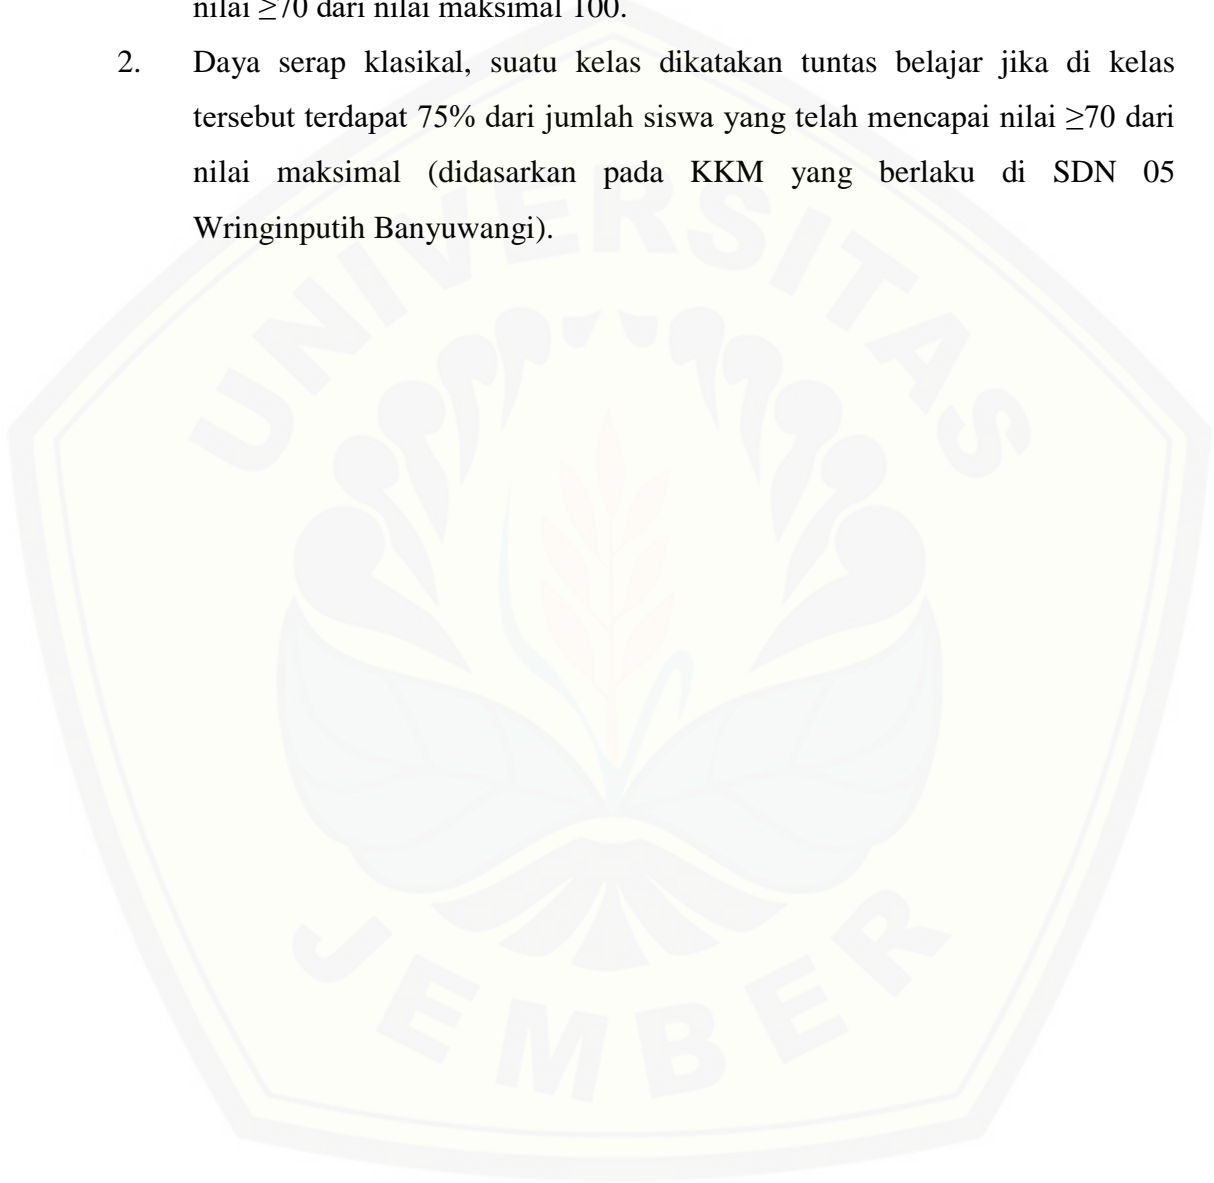 nilai ≥70 dari nilai maksimal 100.
2. Daya serap klasikal, suatu kelas dikatakan tuntas belajar jika di kelas
tersebut terdapat 75% dari jumlah siswa yang telah mencapai nilai ≥70 dari
nilai maksimal (didasarkan pada KKM yang berlaku di SDN 05
Wringinputih Banyuwangi).
UNIVERSITAS
JEMBER